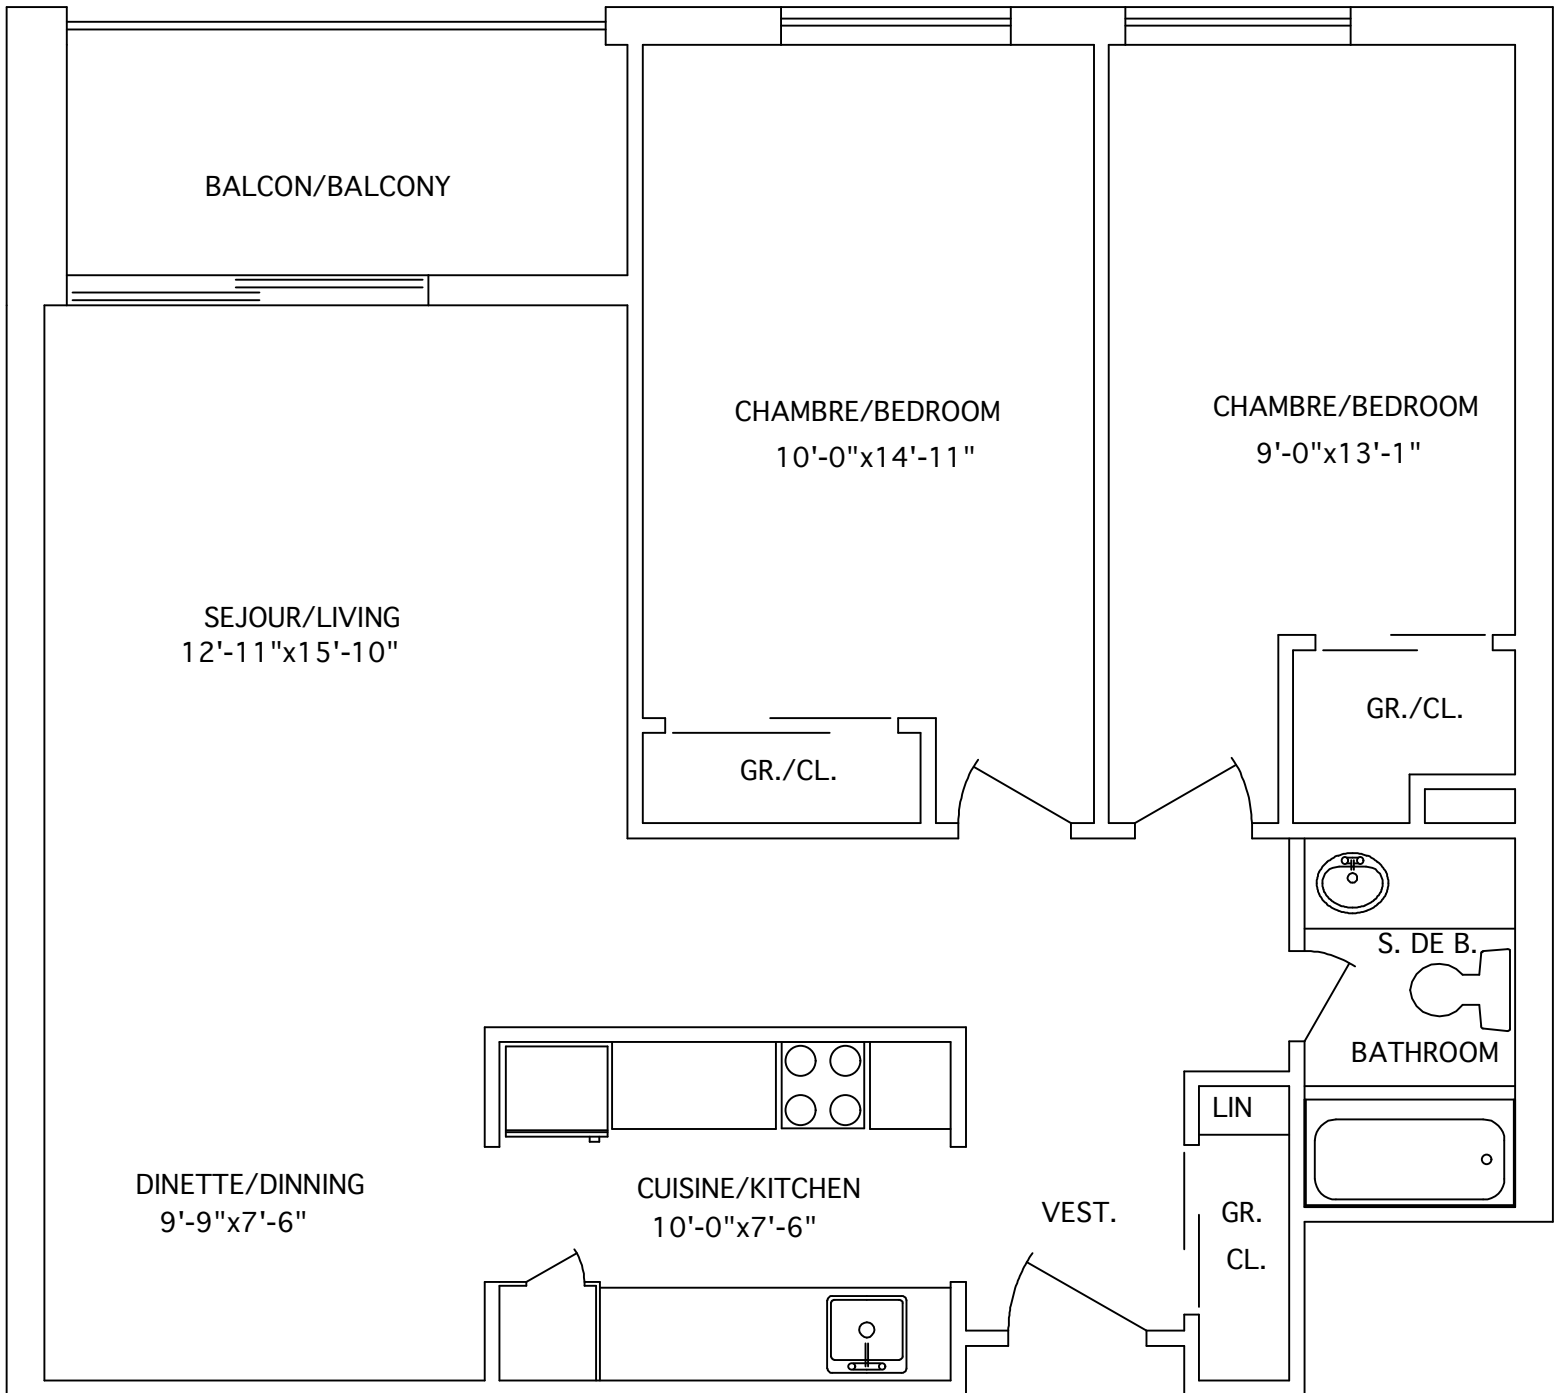 BALCON/BALCONY
CHAMBRE/BEDROOM
10'-0"x14'-11"
CHAMBRE/BEDROOM
9'-0"x13'-1"
SEJOUR/LIVING
12'-11"x15'-10"
GR./CL.
GR./CL.
S. DE B.
BATHROOM
LIN
DINETTE/DINNING
9'-9"x7'-6"
CUISINE/KITCHEN
10'-0"x7'-6"
VEST.
GR.
CL.